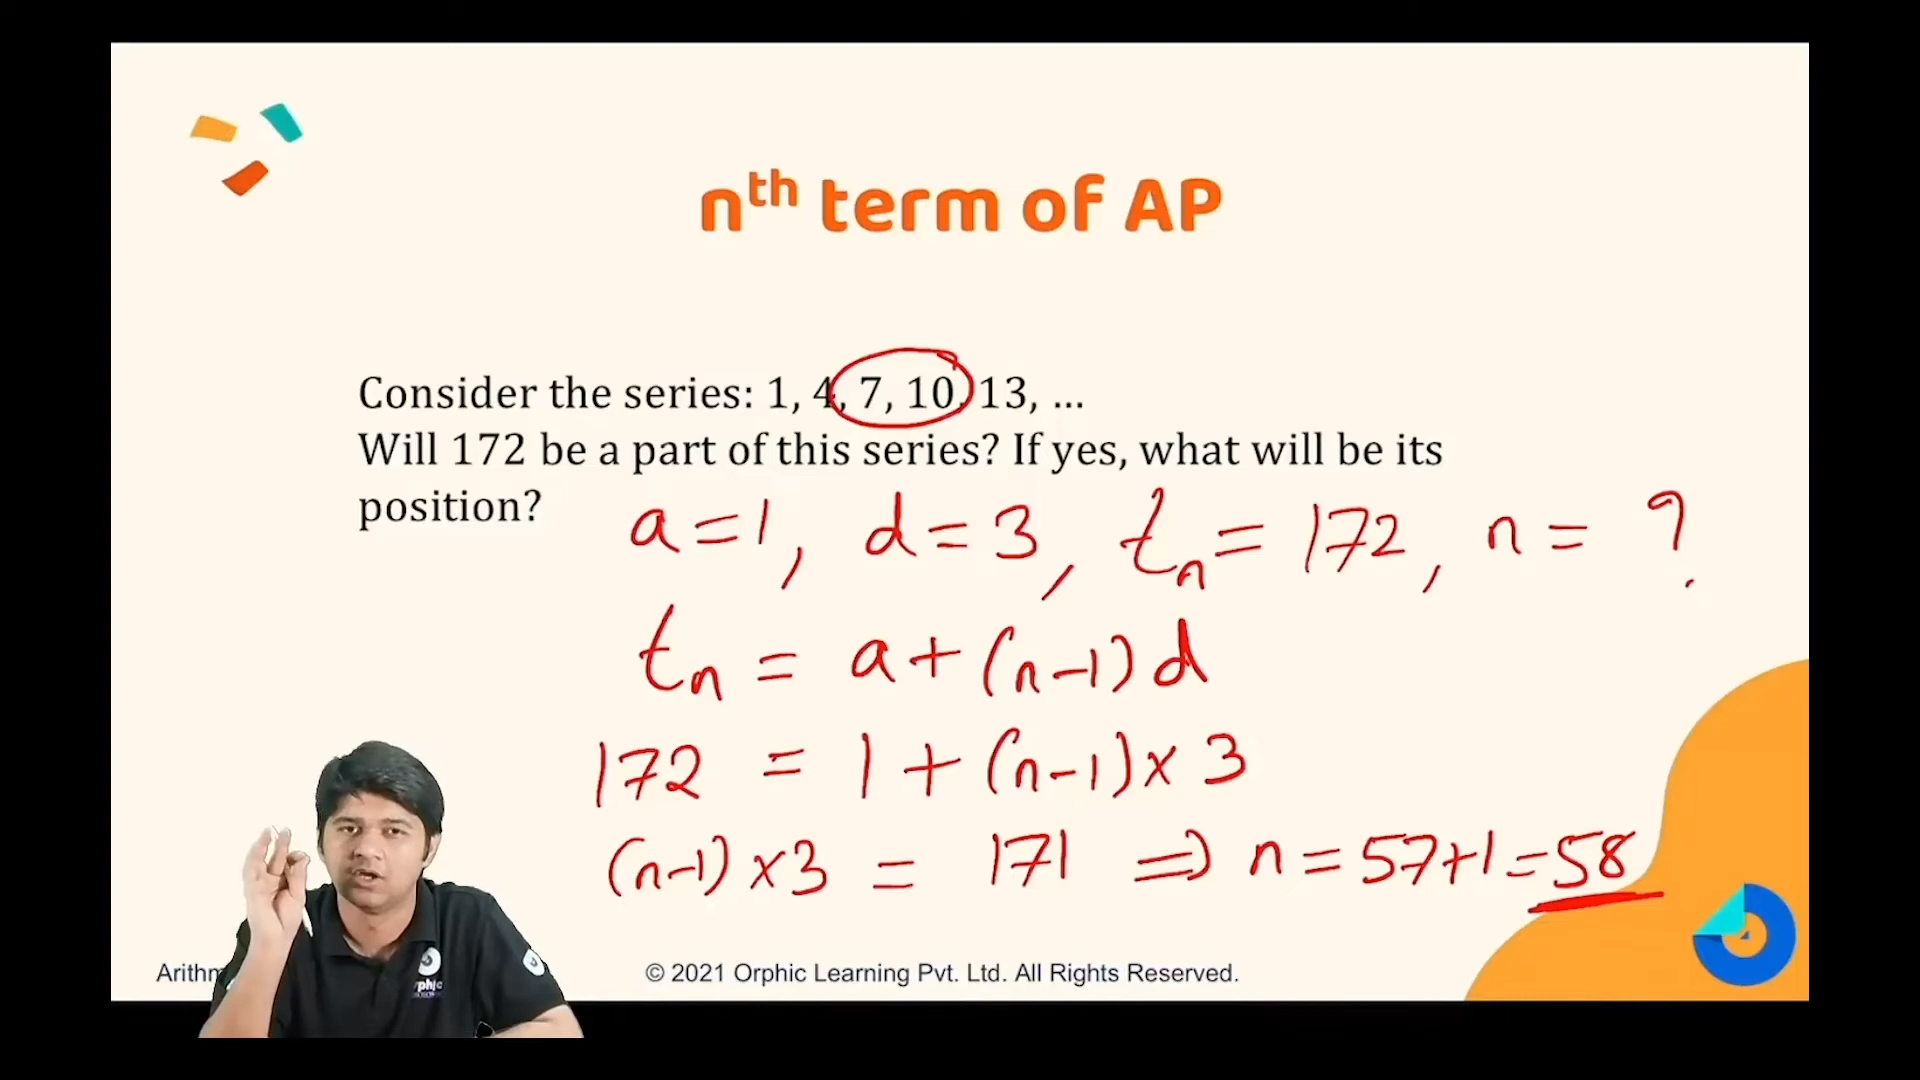 nth term of AP
Consider the series: 1, 4, 7, 10, 13, ...
Will 172 be a part of this series? If yes, what will be its
position?
a = 1, d = 3, tn = 172, n = ?
tn = a + (n-1) d
172 = 1 + (n-1) x 3
(n-1) x 3 = 171 => n = 57+1 = 58
© 2021 Orphic Learning Pvt. Ltd. All Rights Reserved.